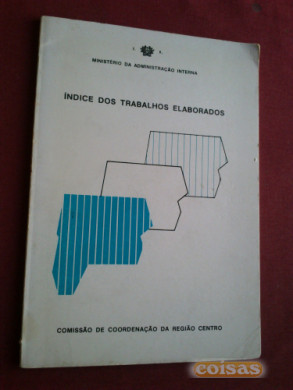 MINISTÉRIO DA ADMINISTRAÇÃO INTERNA
ÍNDICE DOS TRABALHOS ELABORADOS
COMISSÃO DE COORDENAÇÃO DA REGIÃO CENTRO
coisas